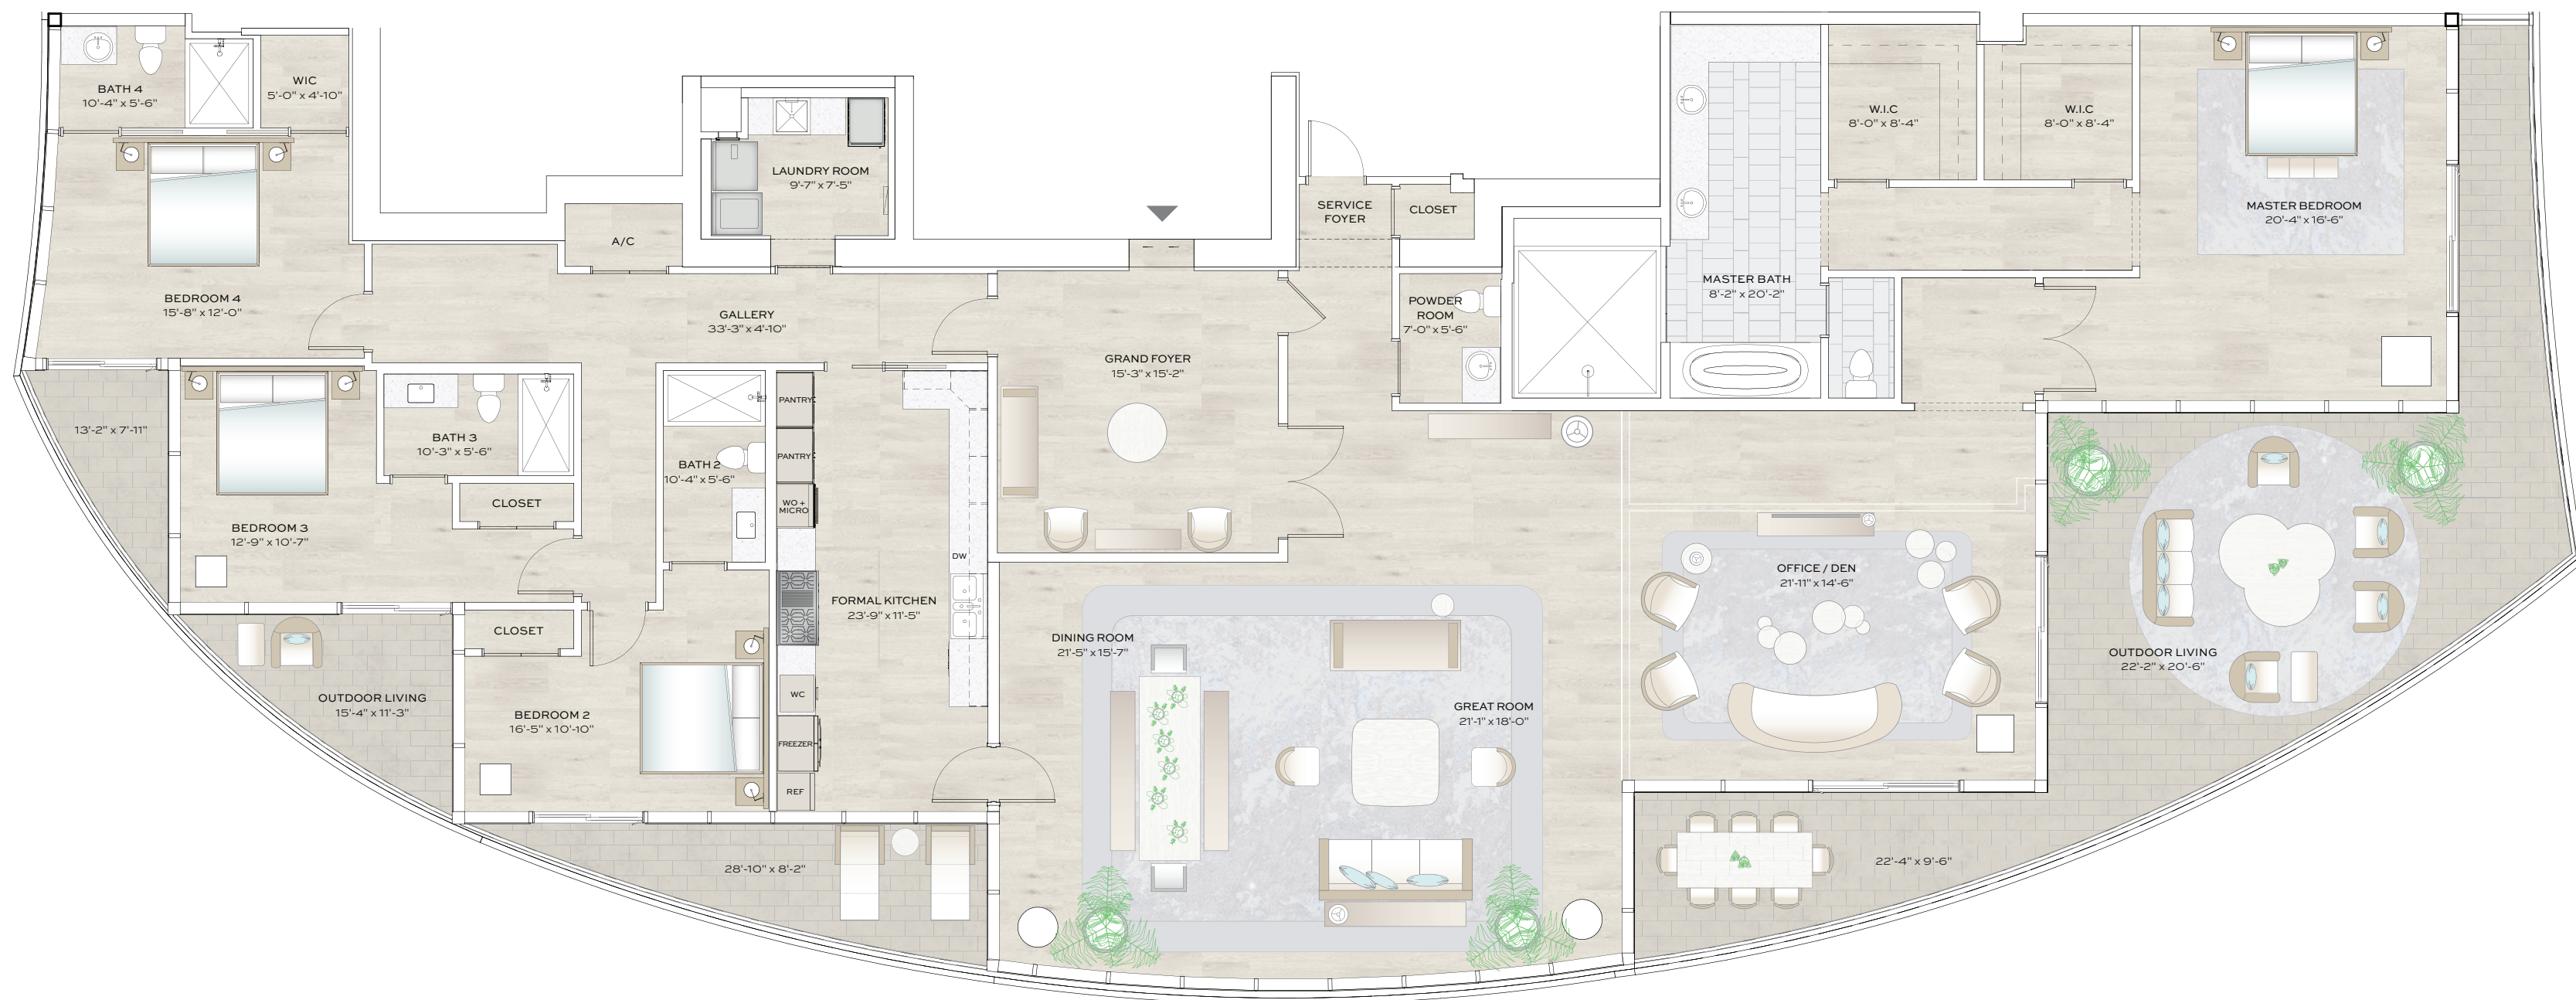 BATH 4
10'-4" x 5'-6"
WIC
5'-0" x 4'-10"
BEDROOM 4
15'-8" x 12'-0"
A/C
LAUNDRY ROOM
9'-7" x 7'-5"
GALLERY
33'-3" x 4'-10"
SERVICE
FOYER
CLOSET
POWDER
ROOM
7'-0" x 5'-6"
GRAND FOYER
15'-3" x 15'-2"
MASTER BATH
8'-2" x 20'-2"
W.I.C
8'-0" x 8'-4"
W.I.C
8'-0" x 8'-4"
MASTER BEDROOM
20'-4" x 16'-6"
13'-2" x 7'-11"
BATH 3
10'-3" x 5'-6"
CLOSET
BEDROOM 3
12'-9" x 10'-7"
BATH 2
10'-4" x 5'-6"
PANTRY
PANTRY
WO +
MICRO
DW
FORMAL KITCHEN
23'-9" x 11'-5"
WC
FREEZER
REF
CLOSET
BEDROOM 2
16'-5" x 10'-10"
OUTDOOR LIVING
15'-4" x 11'-3"
28'-10" x 8'-2"
DINING ROOM
21'-5" x 15'-7"
GREAT ROOM
21'-1" x 18'-0"
OFFICE / DEN
21'-11" x 14'-6"
OUTDOOR LIVING
22'-2" x 20'-6"
22'-4" x 9'-6"